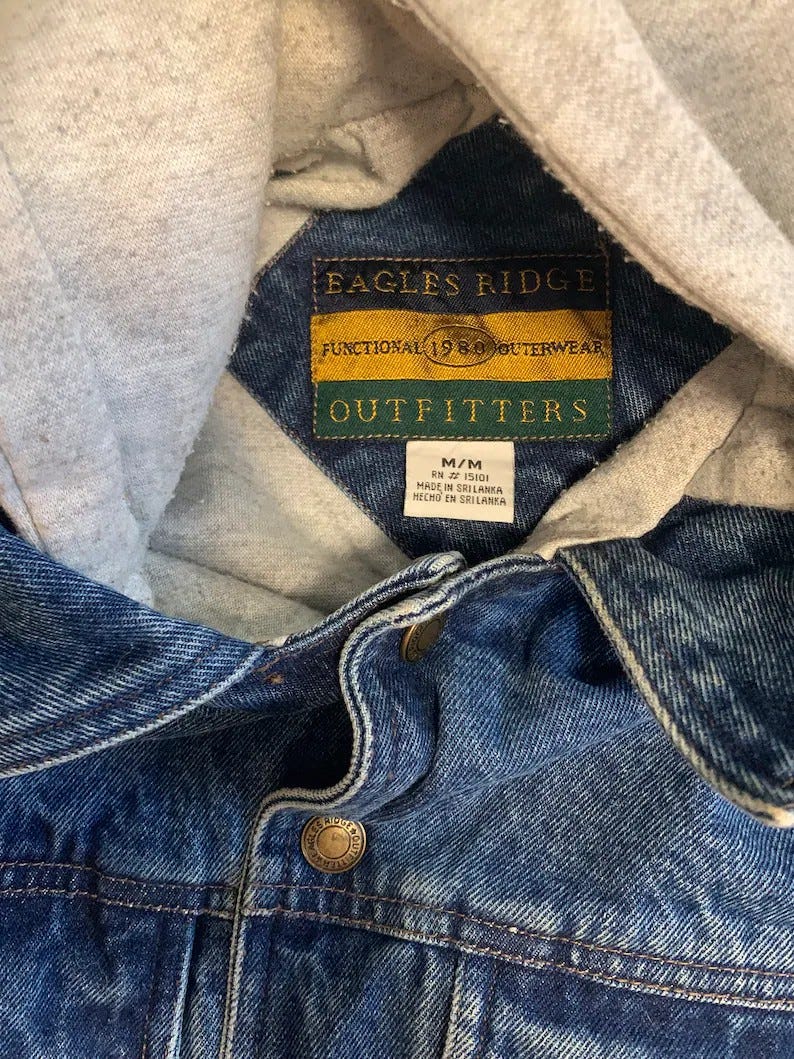 EAGLES RIDGE
FUNCTIONAL 1980 OUTERWEAR
OUTFITTERS
M/M
RN # 15101
MADE IN SRI LANKA
HECHO EN SRI LANKA
EAGLES RIDGE OUTFITTERS